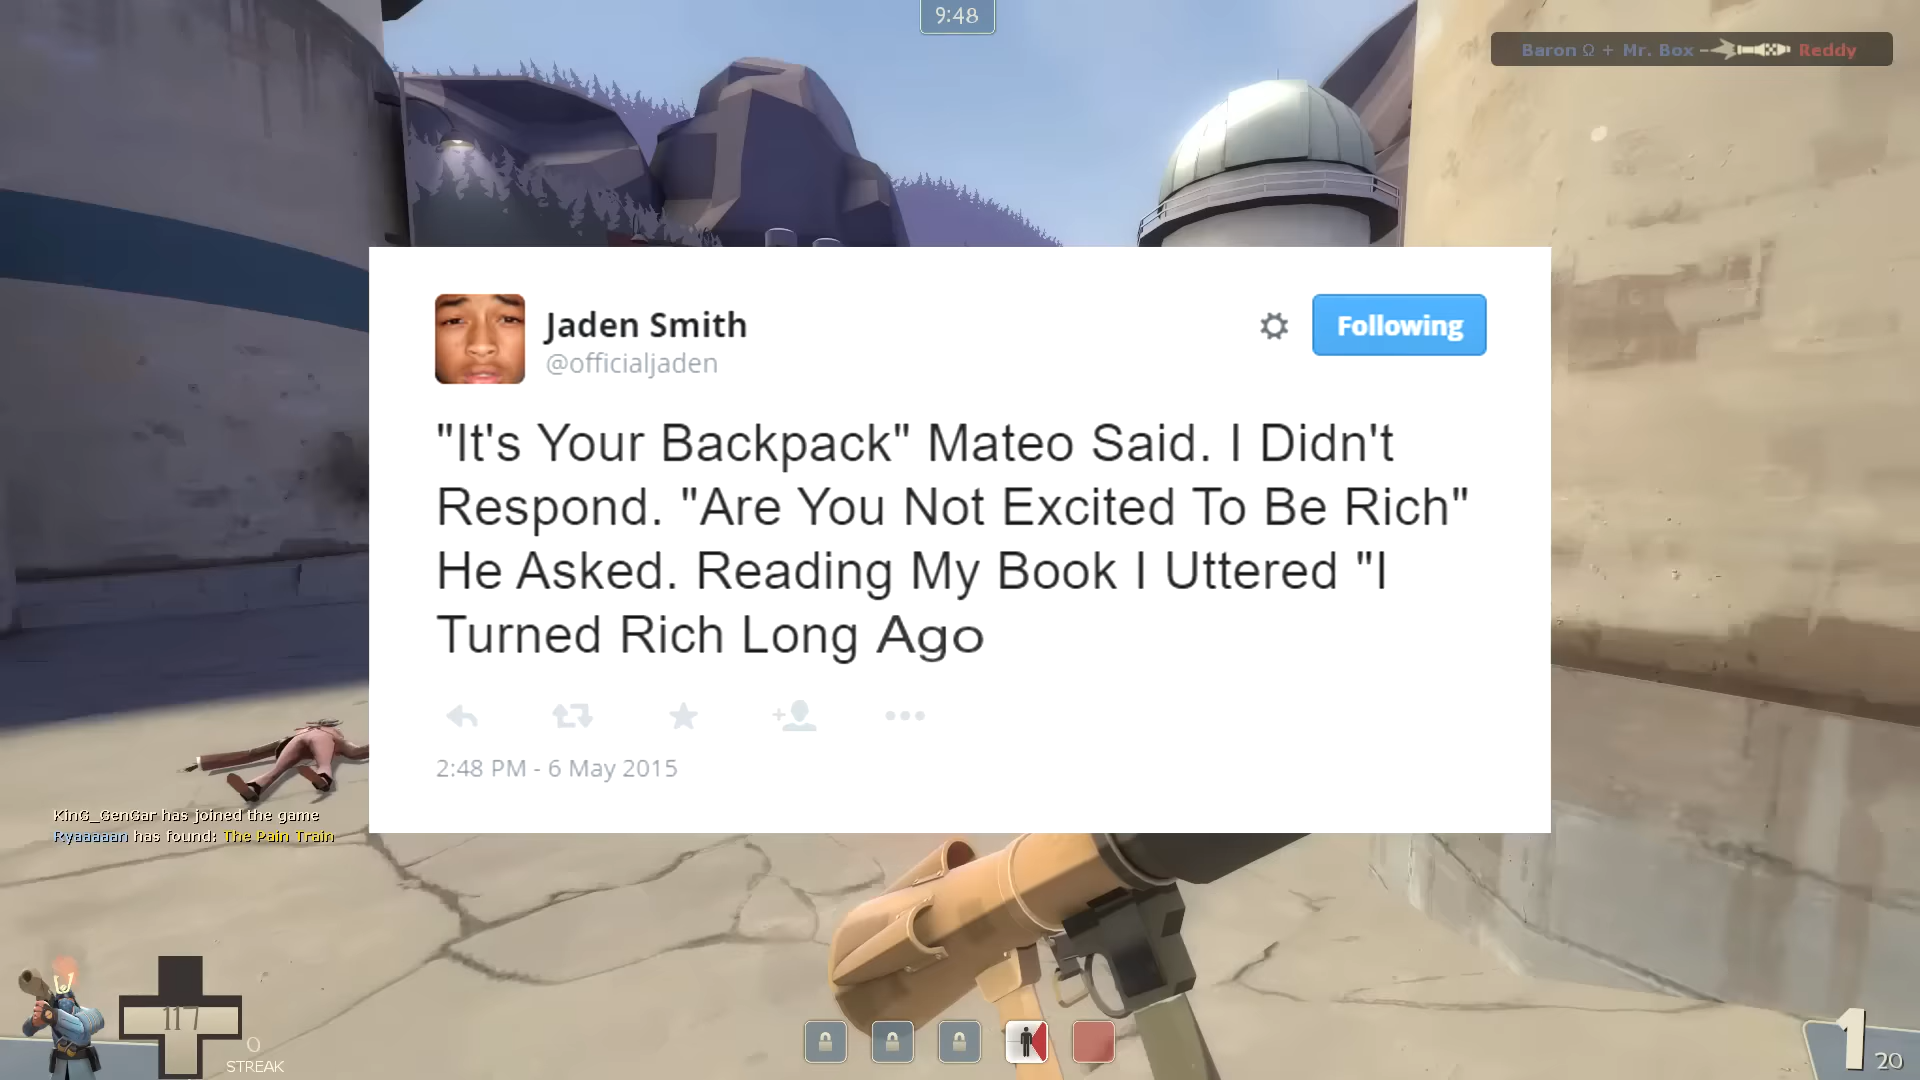 9:48
Baron Ω + Mr. Box Reddy
Jaden Smith
@officialjaden
Following
"It's Your Backpack" Mateo Said. I Didn't
Respond. "Are You Not Excited To Be Rich"
He Asked. Reading My Book I Uttered "I
Turned Rich Long Ago
2:48 PM - 6 May 2015
KinG_GenGar has joined the game
Ryaaaaan has found: The Pain Train
117
0
STREAK
1
20